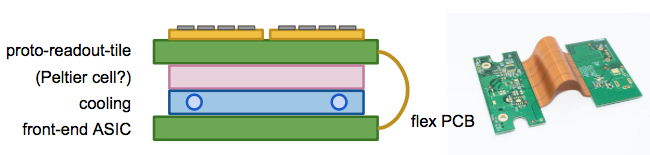 proto-readout-tile
(Peltier cell?)
cooling
front-end ASIC
flex PCB